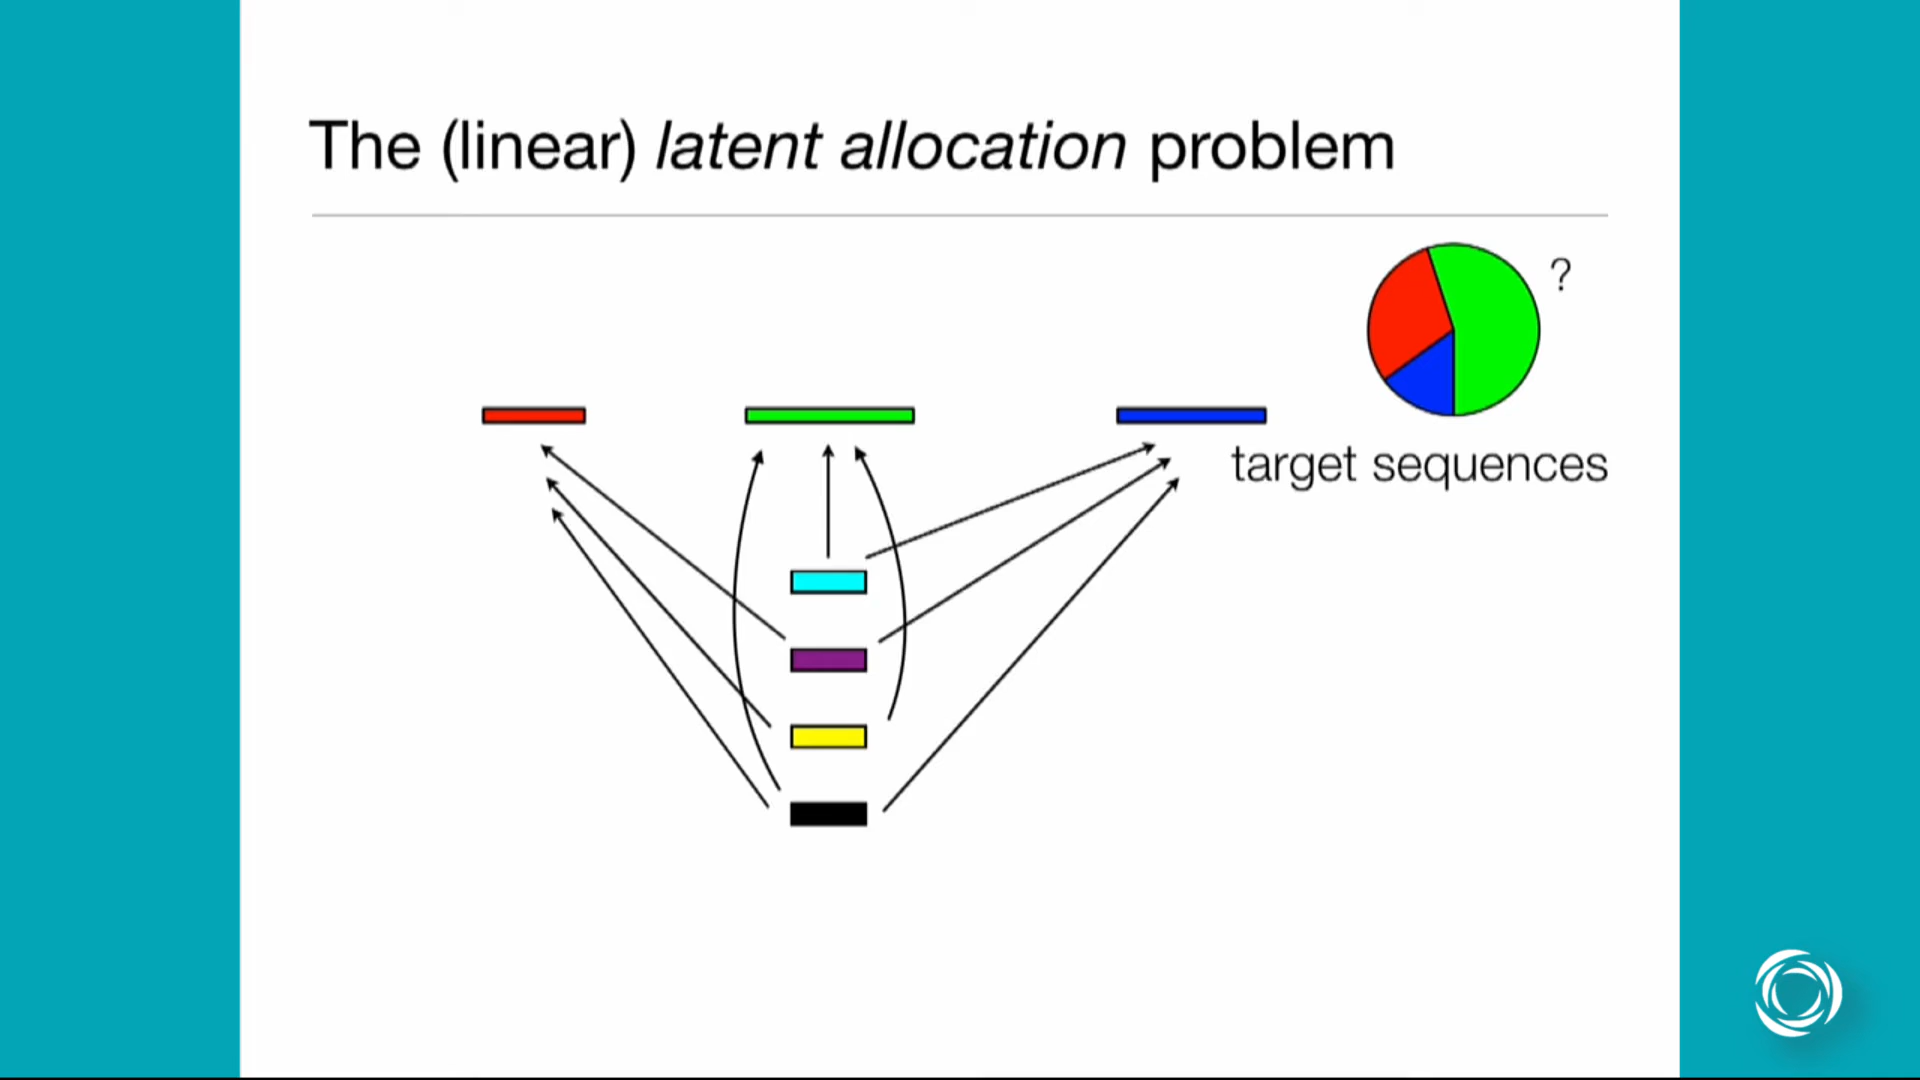 The (linear) latent allocation problem
?
target sequences